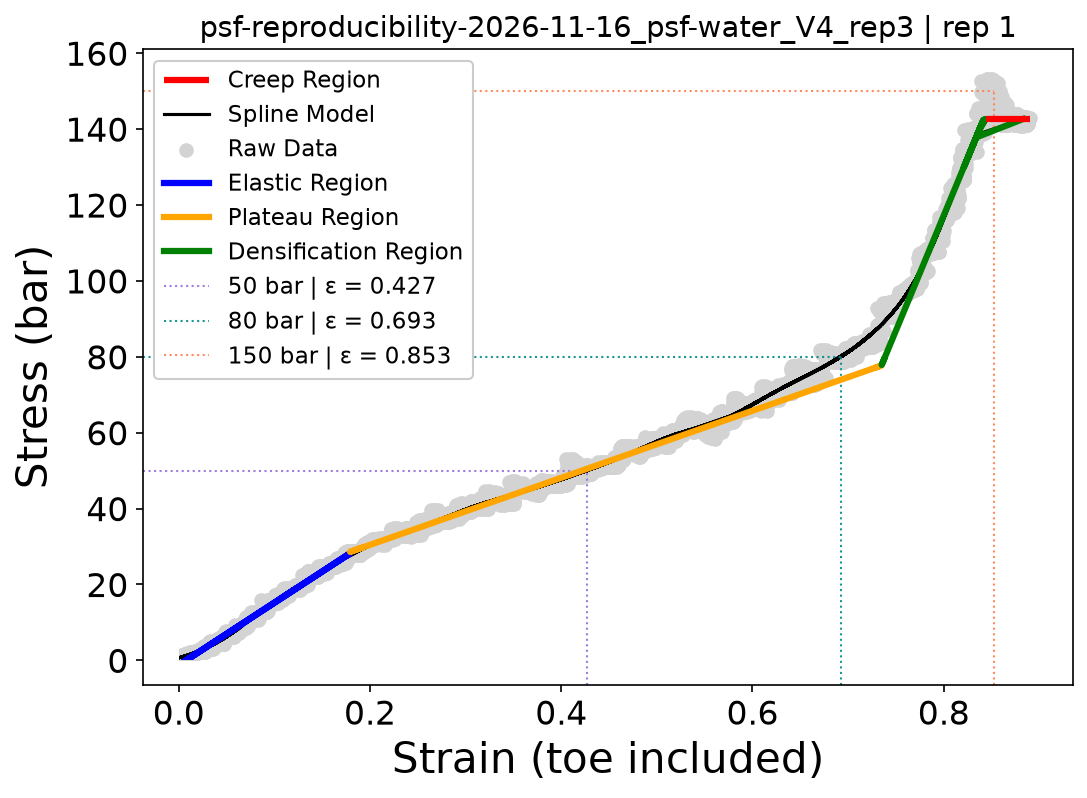 psf-reproducibility-2026-11-16_psf-water_V4_rep3 | rep 1
Creep Region
Spline Model
Raw Data
Elastic Region
Plateau Region
Densification Region
50 bar | ε = 0.427
80 bar | ε = 0.693
150 bar | ε = 0.853
Stress (bar)
160
140
120
100
80
60
40
20
0
0.0 0.2 0.4 0.6 0.8
Strain (toe included)